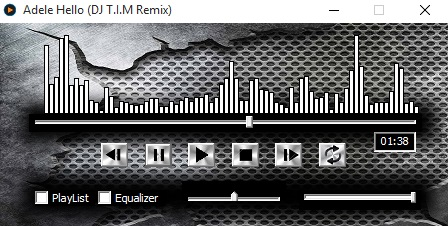 Adele Hello (DJ T.I.M Remix)
01:38
PlayList Equalizer